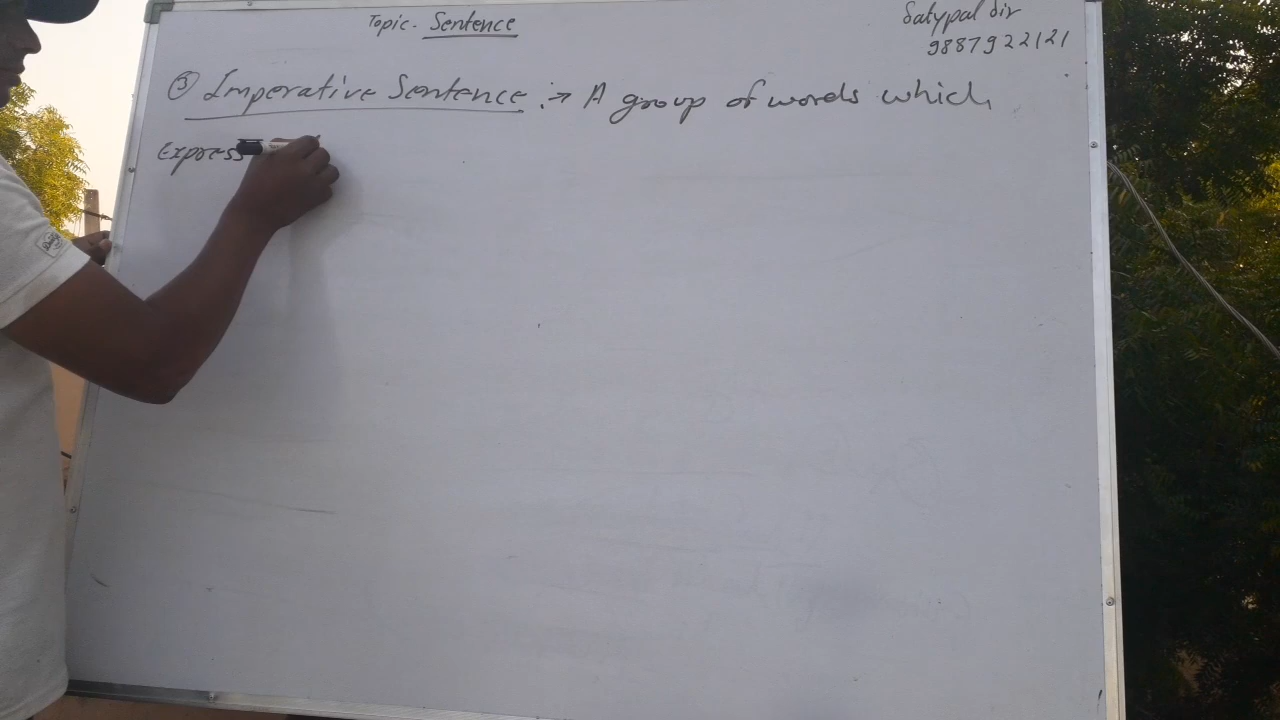 Topic - Sentence
Satypal Sir
9887922121
③ Imperative Sentence :→ A group of words which
Express